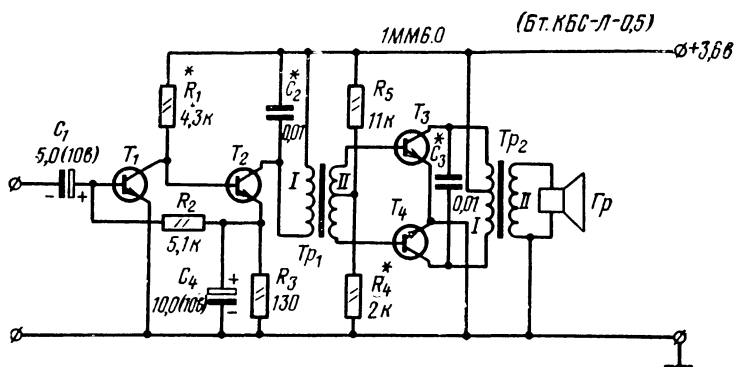 1ММ6.0
(Бт. КБС-Л-0,5)
+3,6в
* R1
4,3к
C2 *
0,01
R5
11к
T3
C1
5,0(10в)
T1
T2
C3 *
0,01
Тр2
I
II
I
II
Гр
- +
R2
5,1к
T4
Тр1
C4
10,0(10в)
+
-
R3
130
R4 *
2к